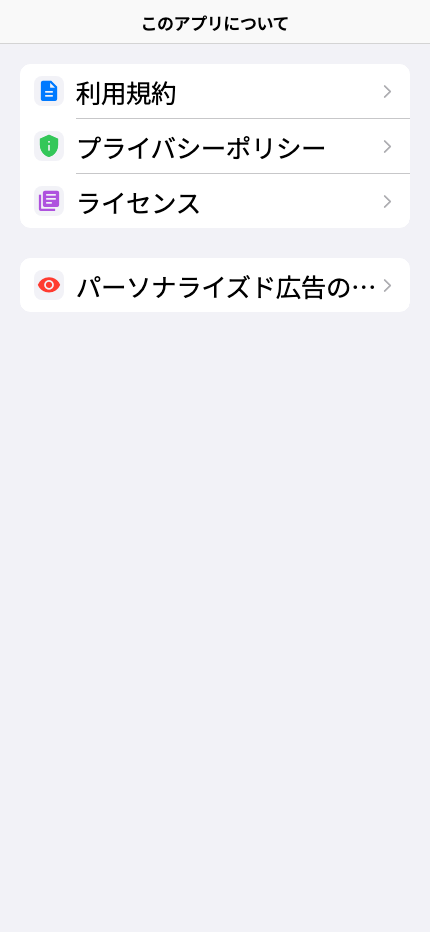 このアプリについて
利用規約
プライバシーポリシー
ライセンス
パーソナライズド広告の…